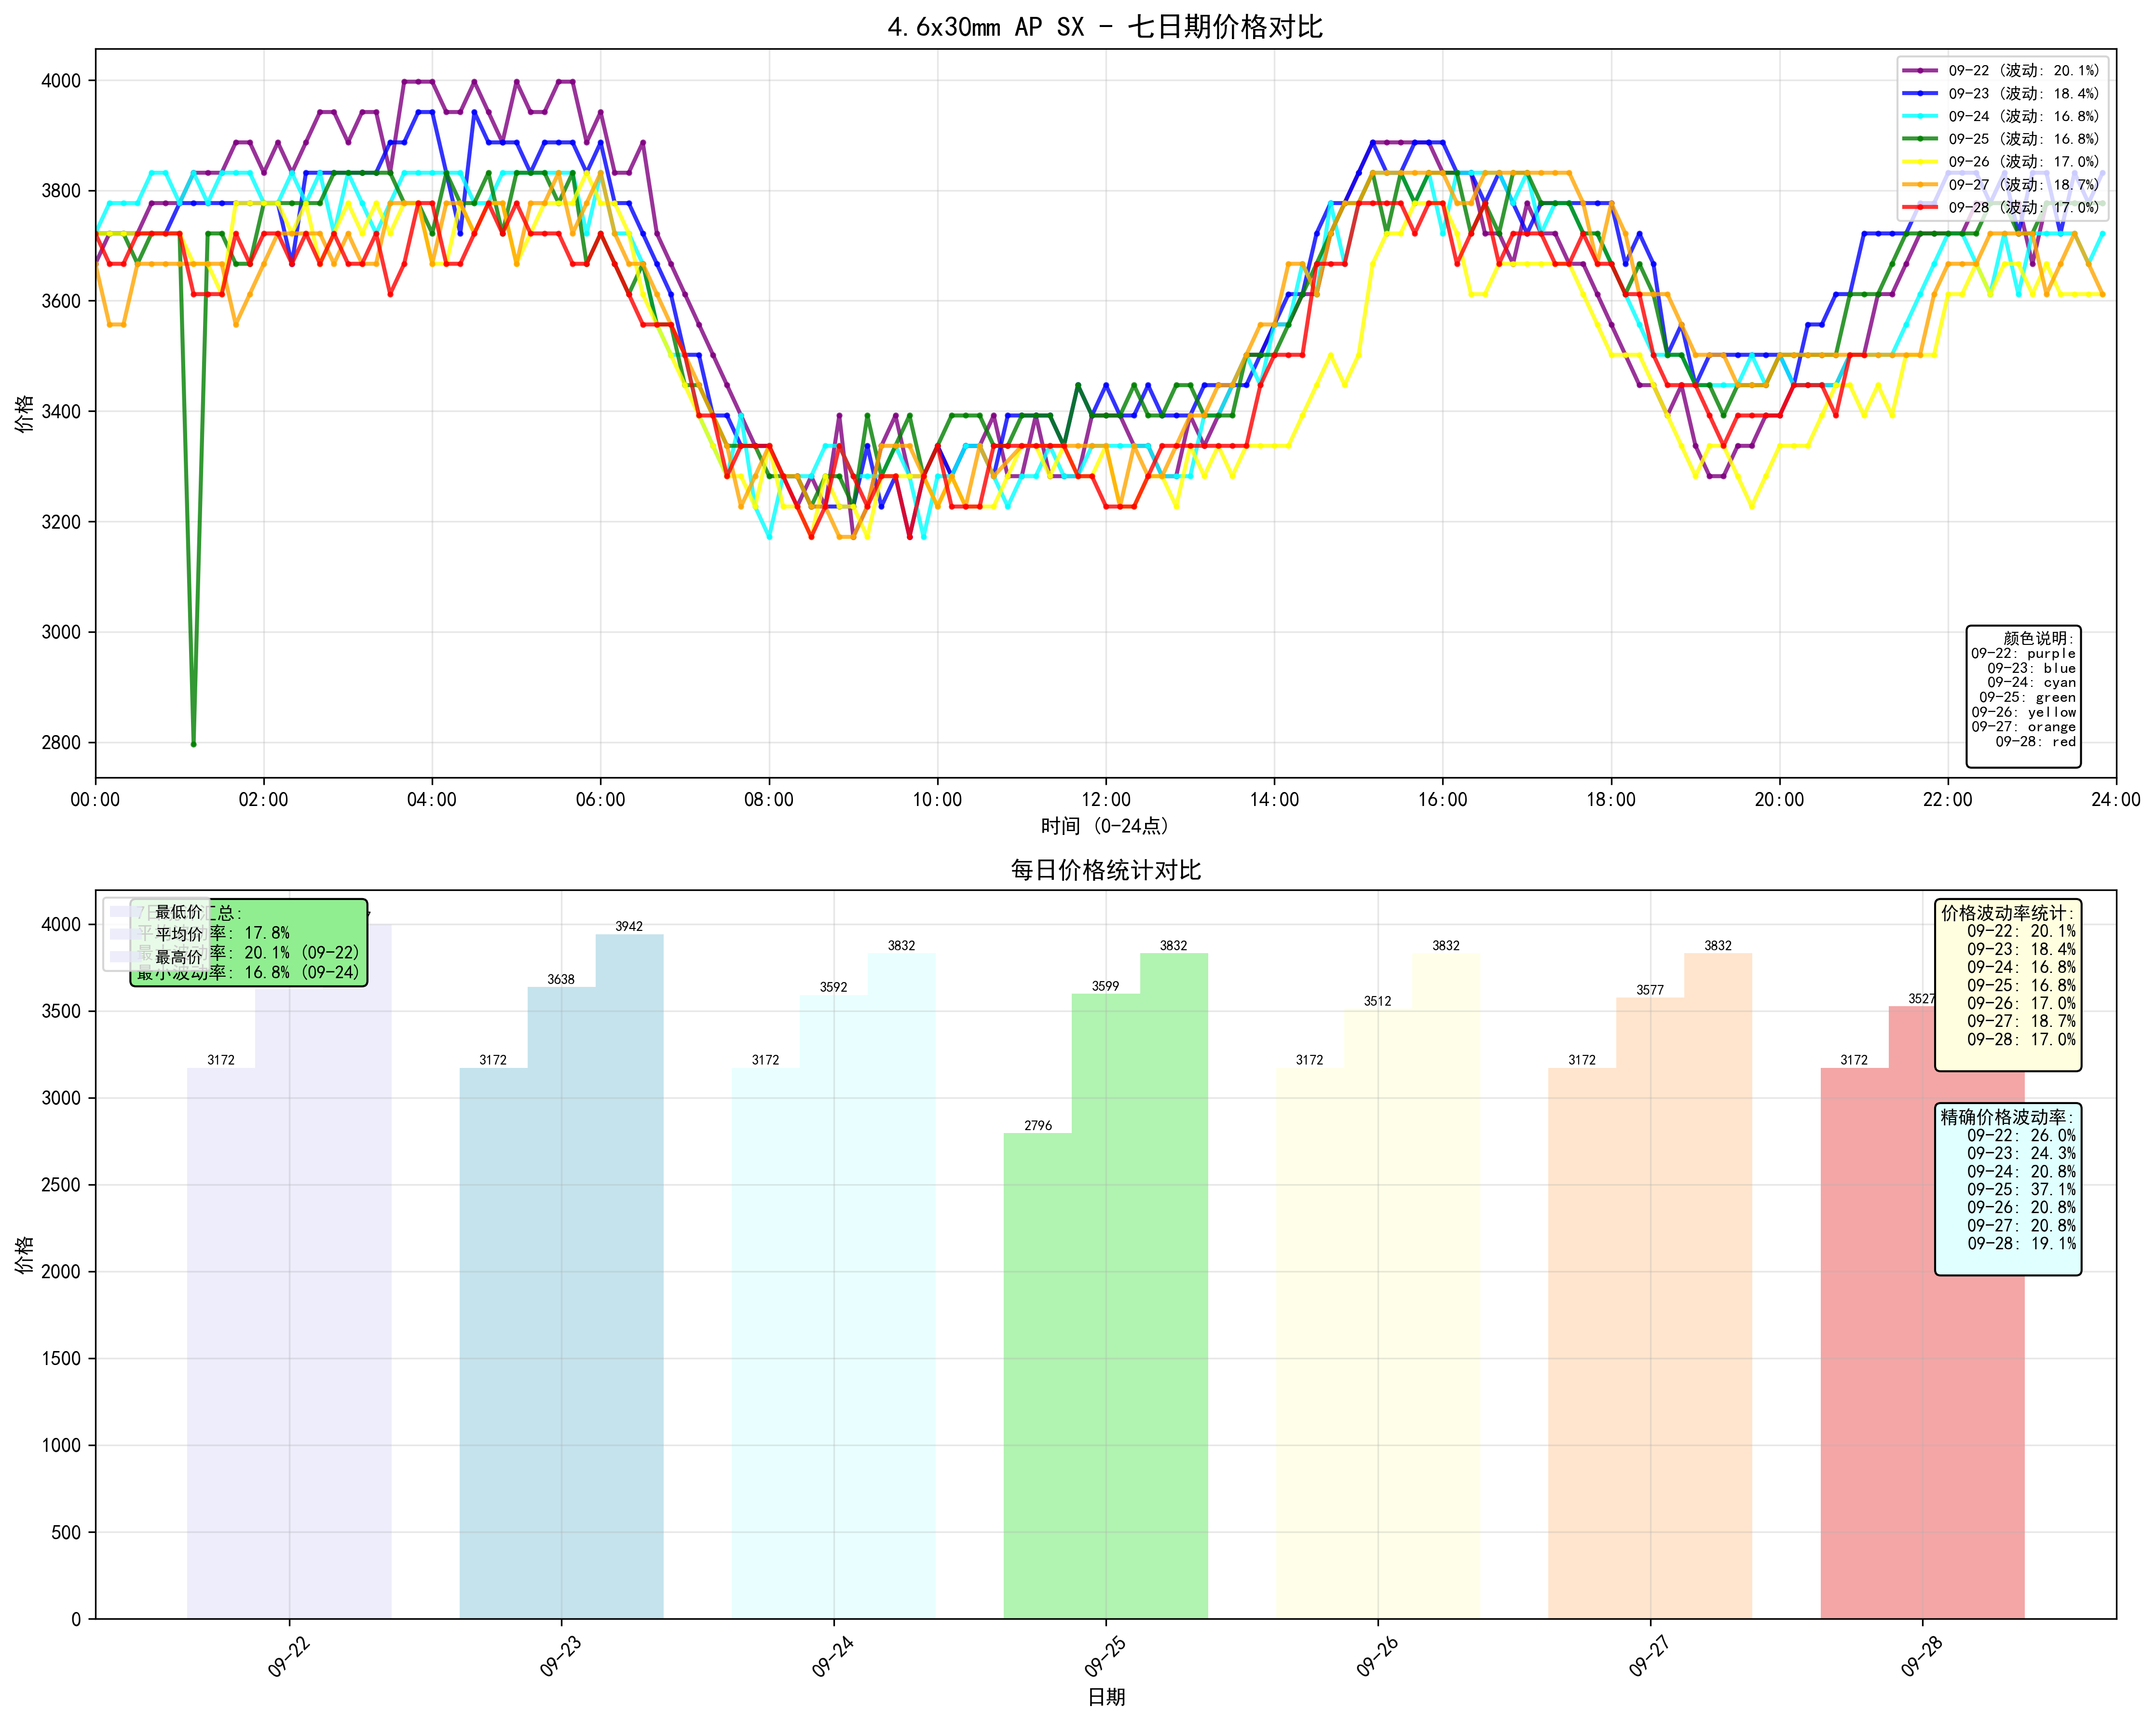 4.6x30mm AP SX - 七日期价格对比
价格
4000
3800
3600
3400
3200
3000
2800
00:00 02:00 04:00 06:00 08:00 10:00 12:00 14:00 16:00 18:00 20:00 22:00 24:00
时间 (0-24点)
09-22 (波动: 20.1%)
09-23 (波动: 18.4%)
09-24 (波动: 16.8%)
09-25 (波动: 16.8%)
09-26 (波动: 17.0%)
09-27 (波动: 18.7%)
09-28 (波动: 17.0%)
颜色说明:
09-22: purple
09-23: blue
09-24: cyan
09-25: green
09-26: yellow
09-27: orange
09-28: red
每日价格统计对比
价格
4000
3500
3000
2500
2000
1500
1000
500
0
最低价
平均价
最高价
汇总:
率: 17.8%
率: 20.1% (09-22)
最小波动率: 16.8% (09-24)
3172
3172 3638 3942
3172 3592 3832
2796 3599 3832
3172 3512 3832
3172 3577 3832
3172 3527
价格波动率统计:
09-22: 20.1%
09-23: 18.4%
09-24: 16.8%
09-25: 16.8%
09-26: 17.0%
09-27: 18.7%
09-28: 17.0%
精确价格波动率:
09-22: 26.0%
09-23: 24.3%
09-24: 20.8%
09-25: 37.1%
09-26: 20.8%
09-27: 20.8%
09-28: 19.1%
09-22 09-23 09-24 09-25 09-26 09-27 09-28
日期